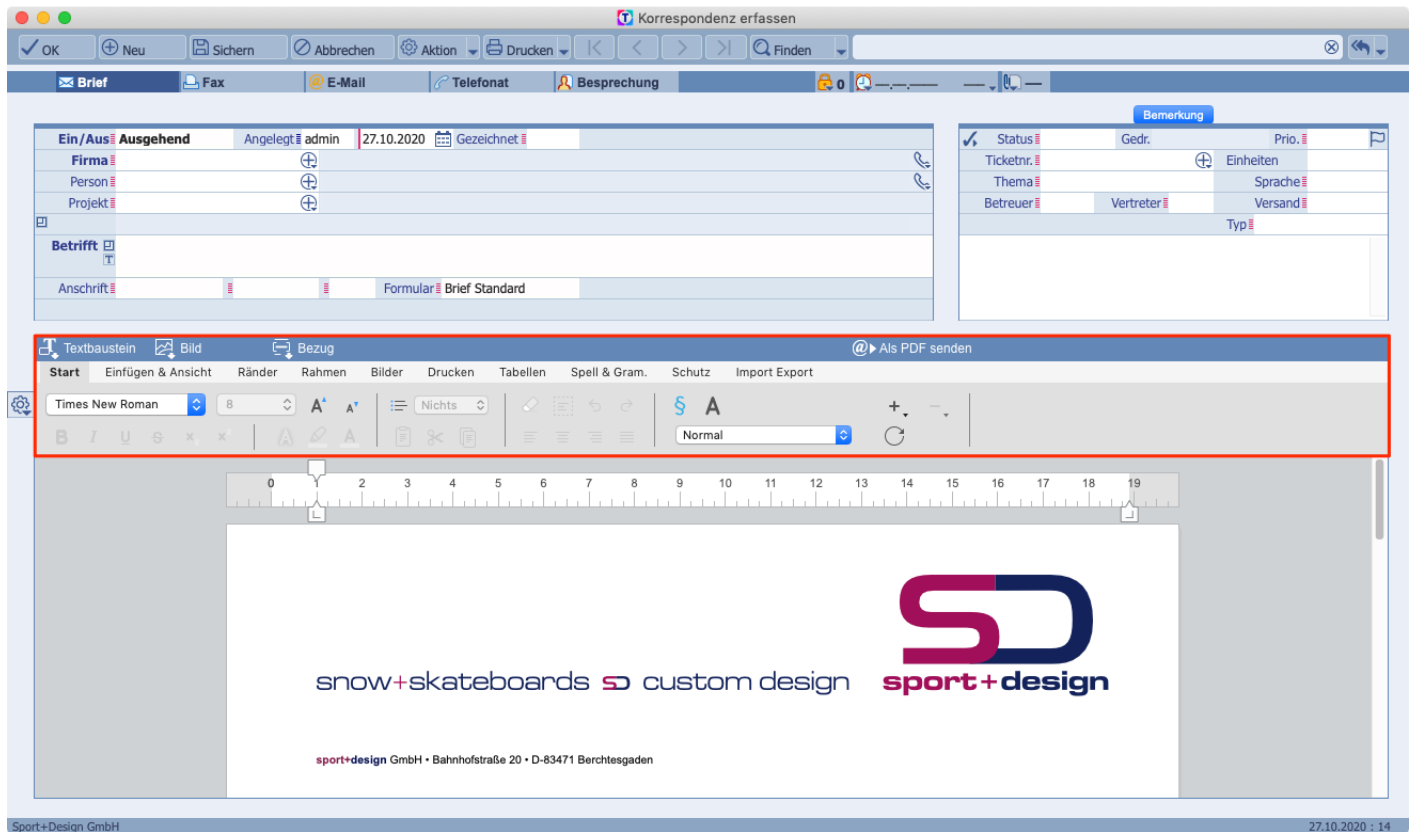 Korrespondenz erfassen
OK Neu Sichern Abbrechen Aktion Drucken Finden
Brief Fax E-Mail Telefonat Besprechung 0 —.—.—— —— —
Bemerkung
Ein/Aus Ausgehend Angelegt admin 27.10.2020 Gezeichnet Status Gedr. Prio.
Firma Ticketnr. Einheiten
Person Thema Sprache
Projekt Betreuer Vertreter Versand
Typ
Betrifft
T
Anschrift Formular Brief Standard
Textbaustein Bild Bezug @ Als PDF senden
Start Einfügen & Ansicht Ränder Rahmen Bilder Drucken Tabellen Spell & Gram. Schutz Import Export
Times New Roman 8 A A Nichts § A + −
B I U S x x A A Normal
0 1 2 3 4 5 6 7 8 9 10 11 12 13 14 15 16 17 18 19
SD
snow+skateboards SD custom design sport+design
sport+design GmbH • Bahnhofstraße 20 • D-83471 Berchtesgaden
Sport+Design GmbH 27.10.2020 : 14